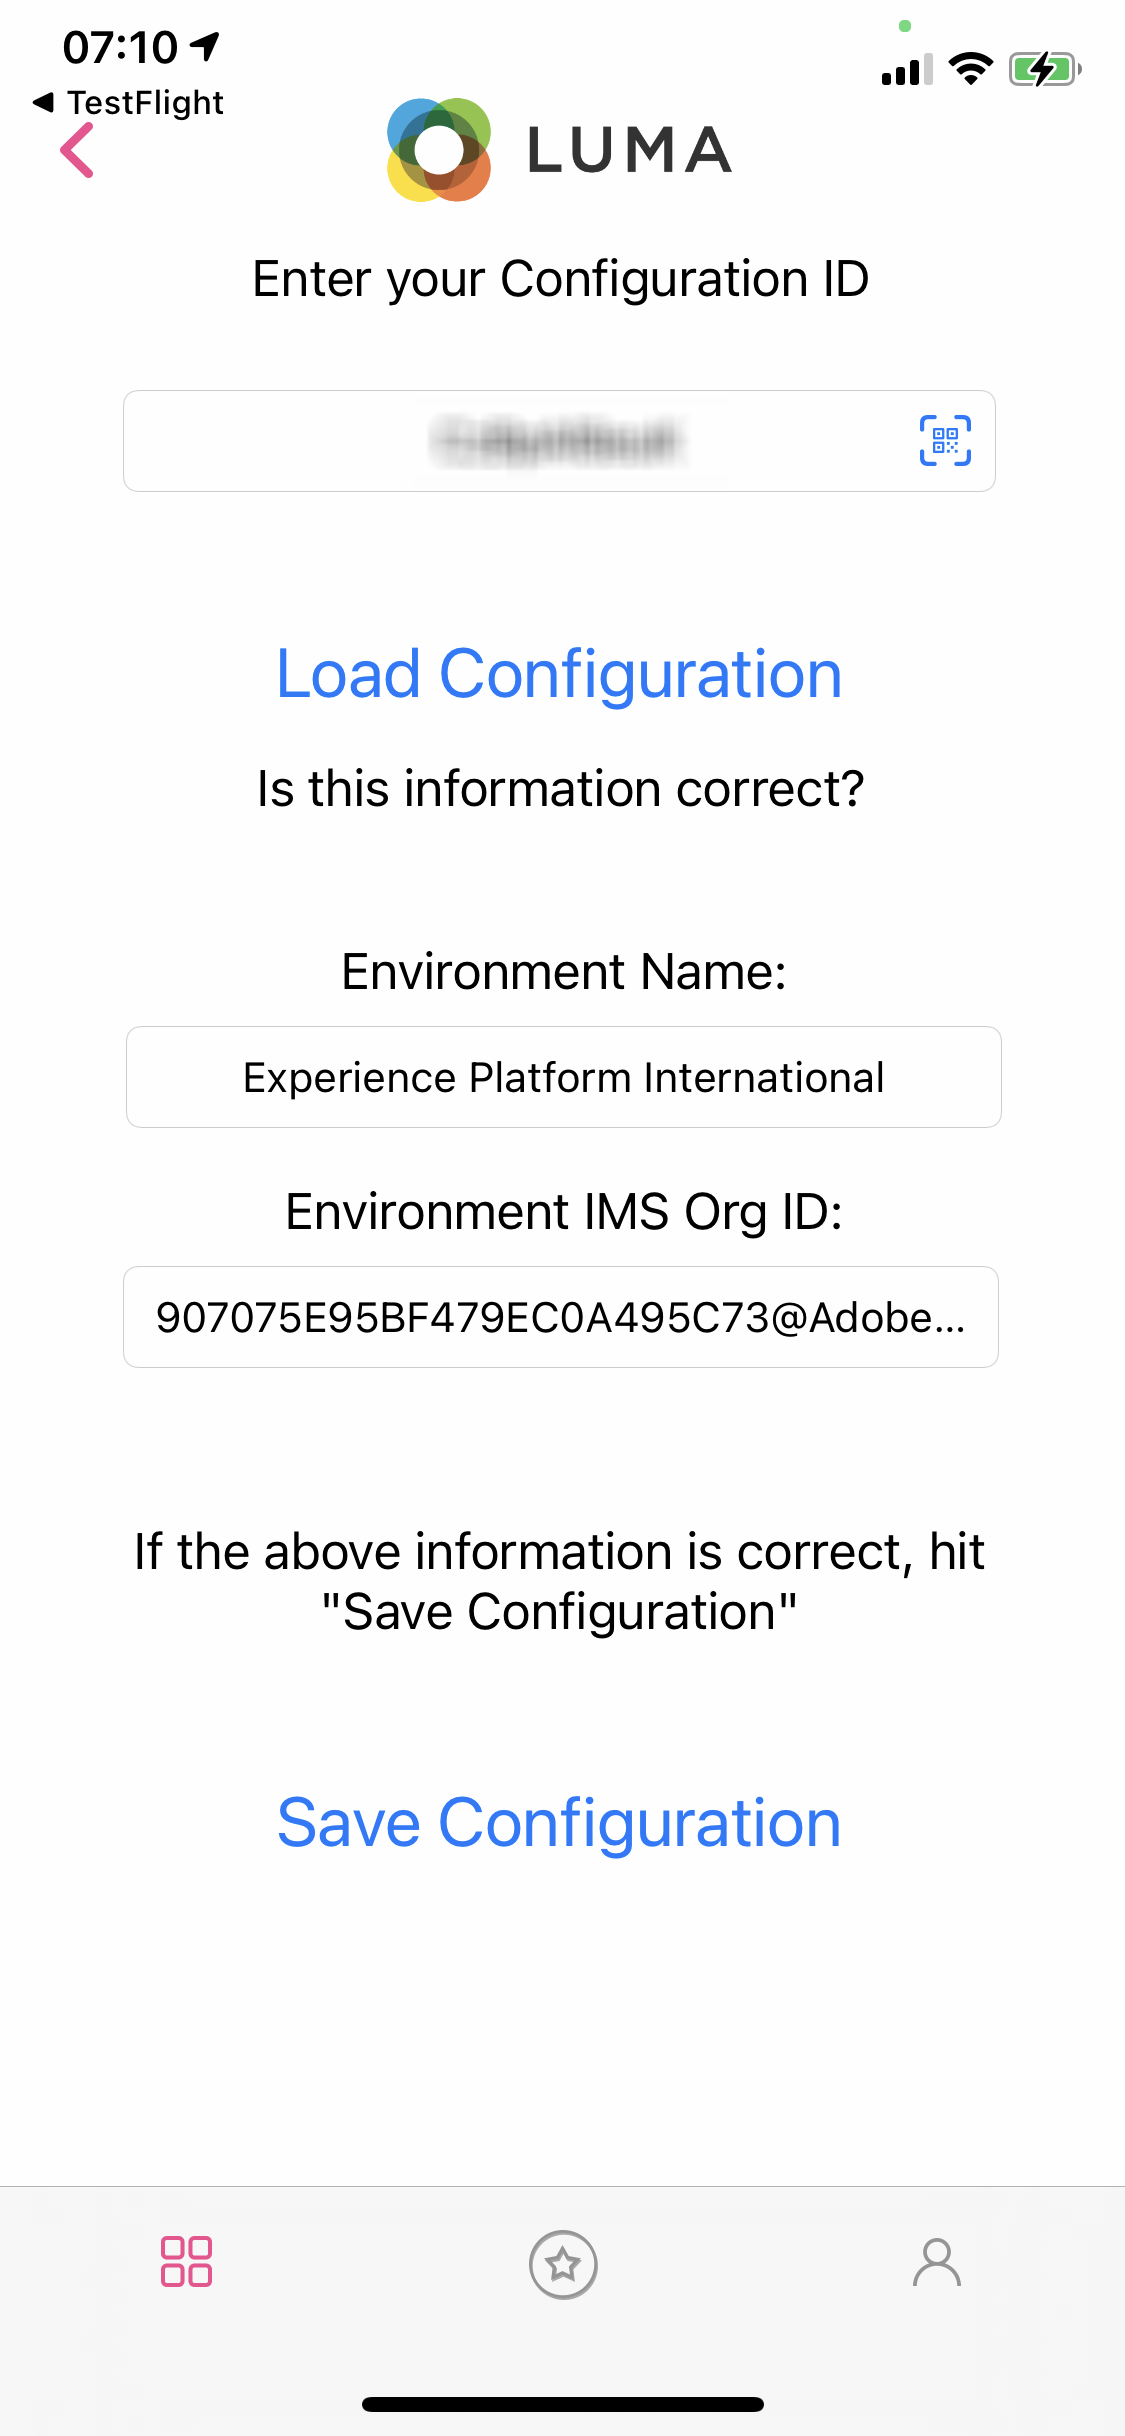 07:10
TestFlight
LUMA
Enter your Configuration ID
Load Configuration
Is this information correct?
Environment Name:
Experience Platform International
Environment IMS Org ID:
907075E95BF479EC0A495C73@Adobe...
If the above information is correct, hit
"Save Configuration"
Save Configuration